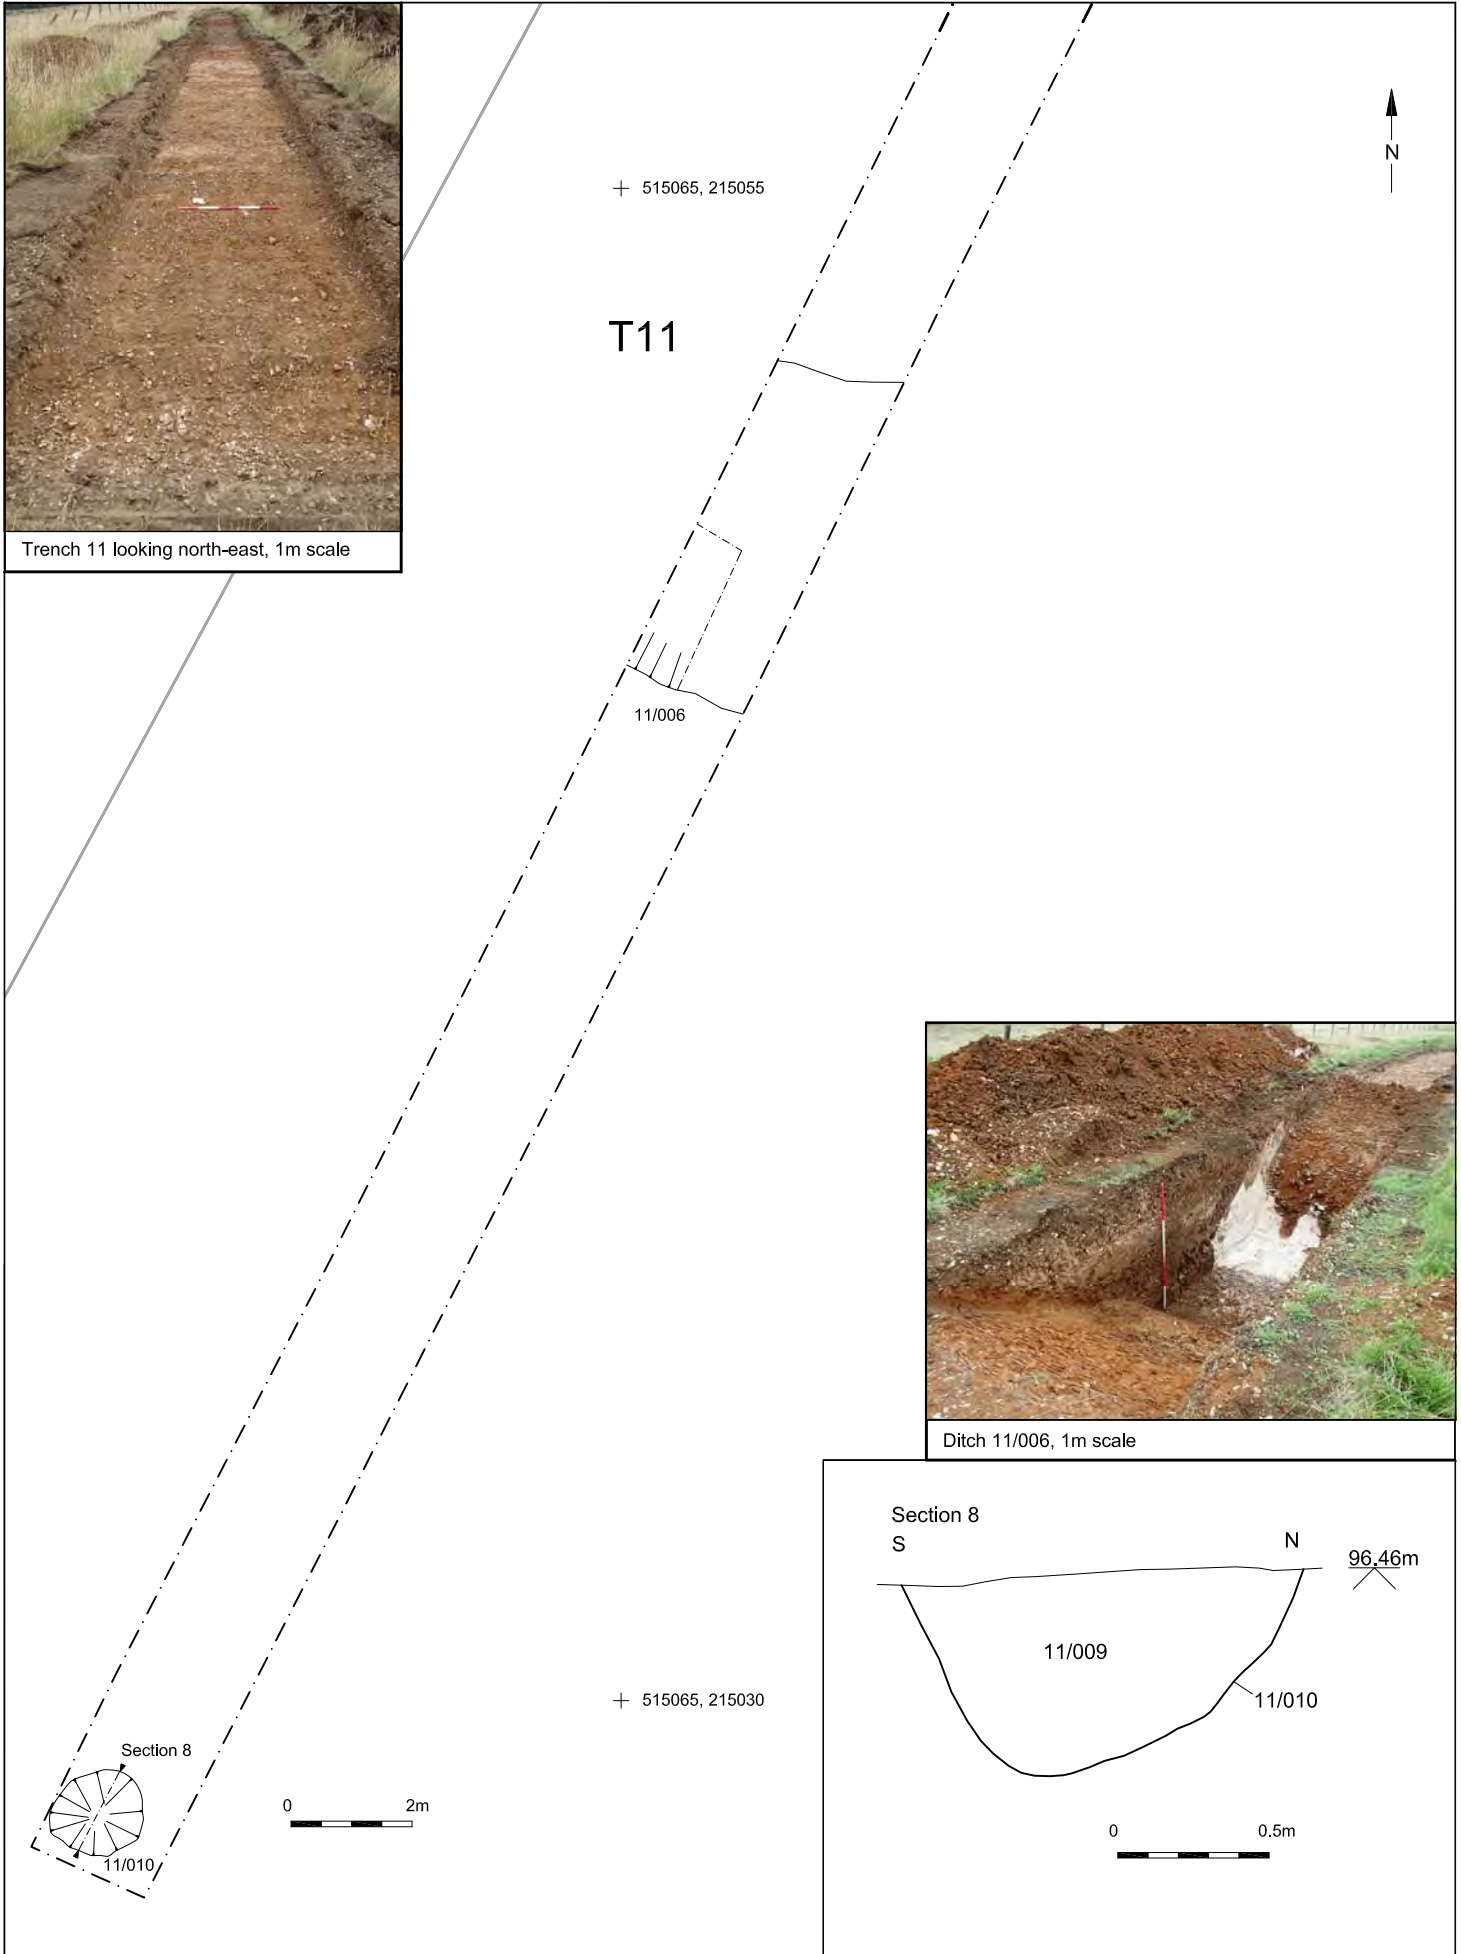 Trench 11 looking north-east, 1m scale
N
515065, 215055
T11
11/006
Ditch 11/006, 1m scale
Section 8
S
N
96.46m
11/009
11/010
0
0.5m
515065, 215030
Section 8
11/010
0
2m